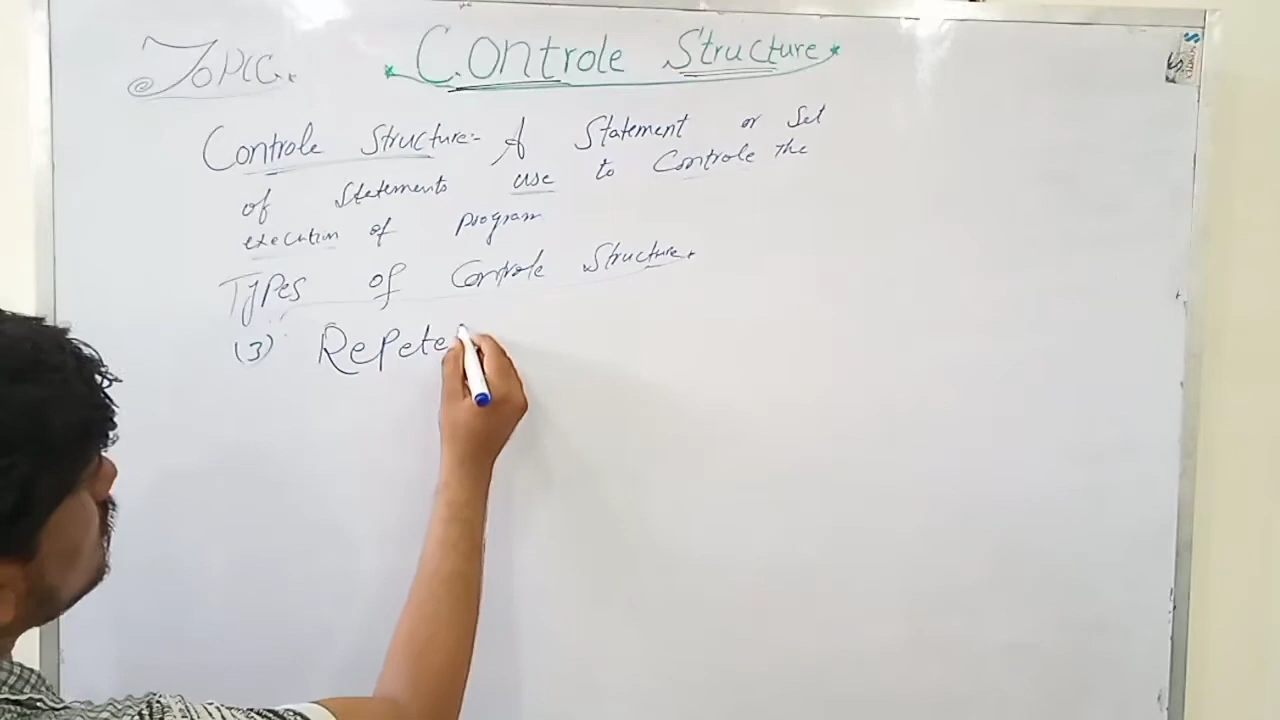 Topic.
Controle Structure
Controle Structure:- A Statement or Set
of Statements use to Controle the
execution of program
Types of Controle Structure.
(3) Repete